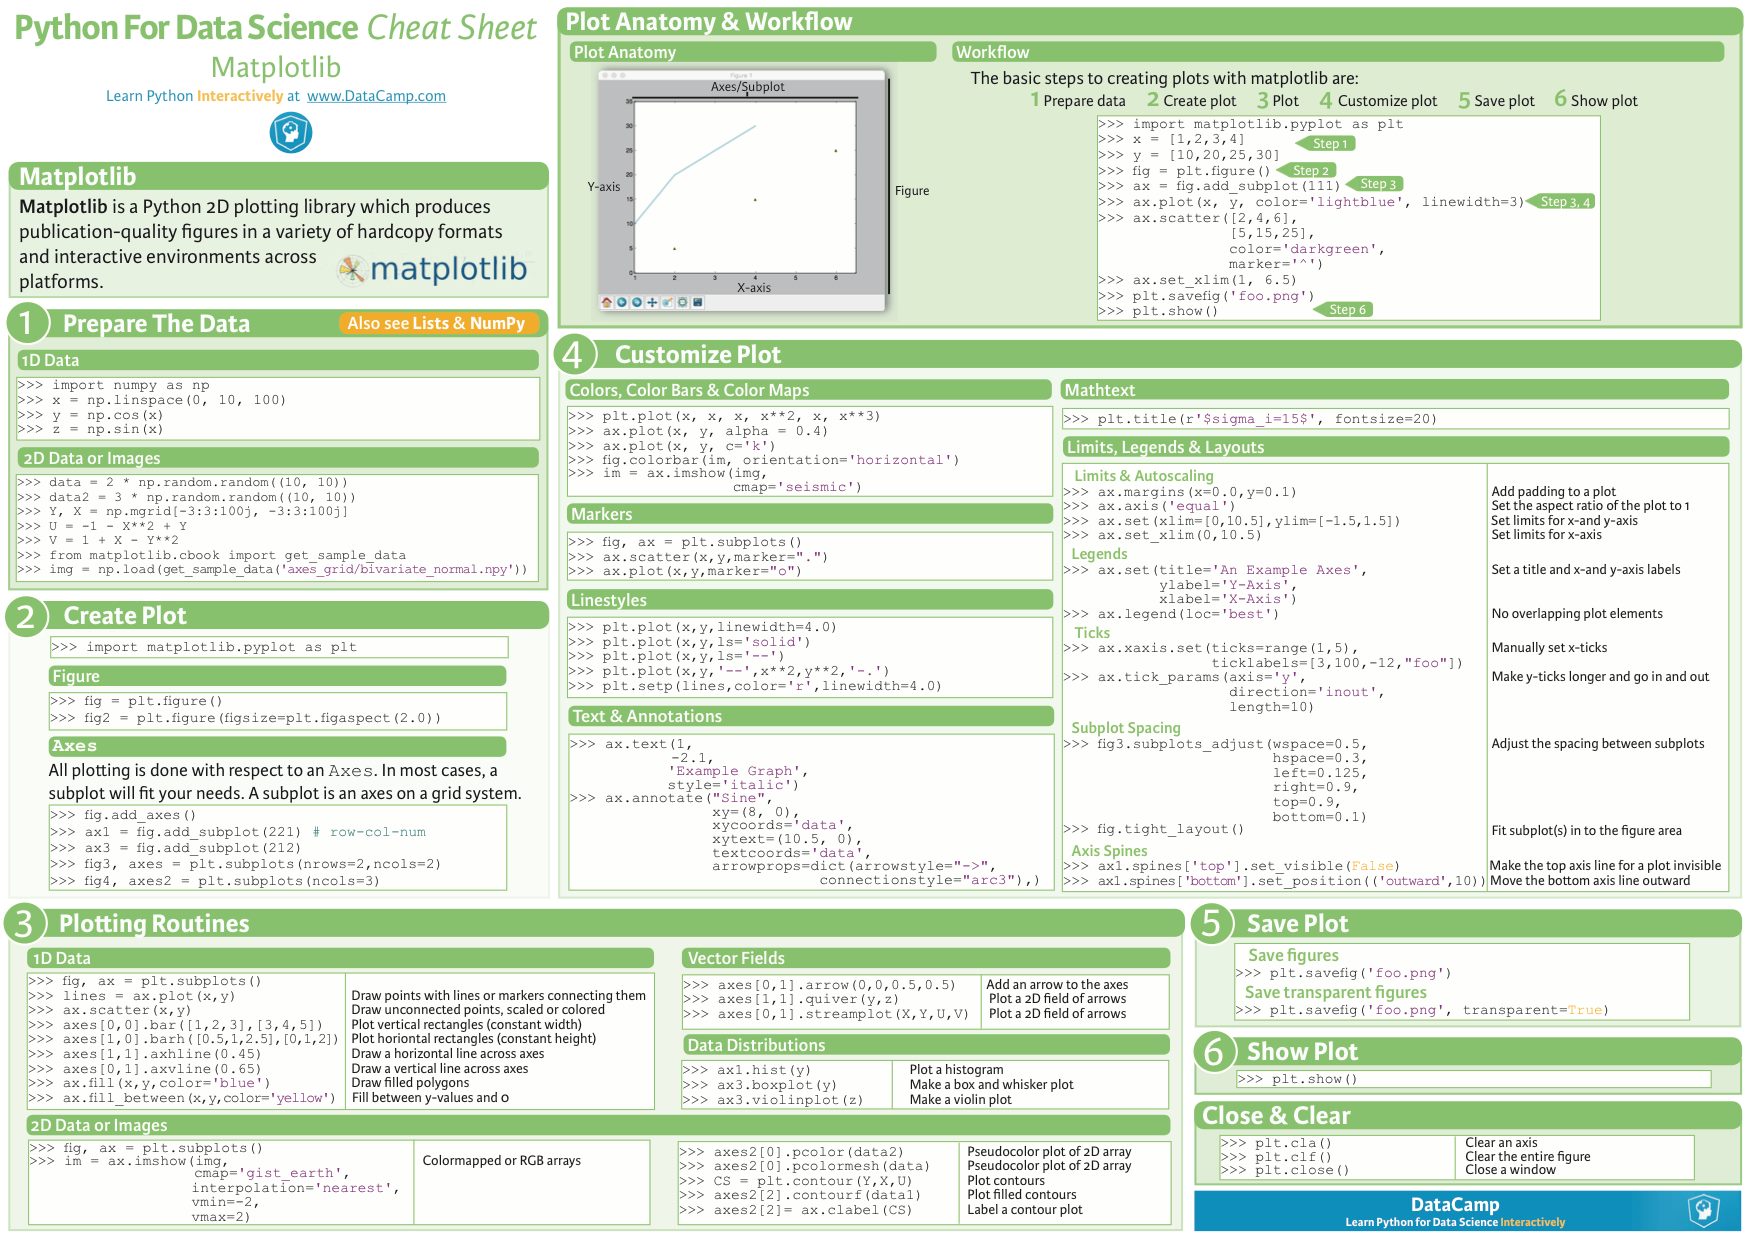 Python For Data Science Cheat Sheet
Matplotlib
Learn Python Interactively at www.DataCamp.com
Matplotlib
Matplotlib is a Python 2D plotting library which produces
publication-quality figures in a variety of hardcopy formats
and interactive environments across
platforms.
matplotlib
1 Prepare The Data
Also see Lists & NumPy
1D Data
>>> import numpy as np
>>> x = np.linspace(0, 10, 100)
>>> y = np.cos(x)
>>> z = np.sin(x)
2D Data or Images
>>> data = 2 * np.random.random((10, 10))
>>> data2 = 3 * np.random.random((10, 10))
>>> Y, X = np.mgrid[-3:3:100j, -3:3:100j]
>>> U = -1 - X**2 + Y
>>> V = 1 + X - Y**2
>>> from matplotlib.cbook import get_sample_data
>>> img = np.load(get_sample_data('axes_grid/bivariate_normal.npy'))
2 Create Plot
>>> import matplotlib.pyplot as plt
Figure
>>> fig = plt.figure()
>>> fig2 = plt.figure(figsize=plt.figaspect(2.0))
Axes
All plotting is done with respect to an Axes. In most cases, a
subplot will fit your needs. A subplot is an axes on a grid system.
>>> fig.add_axes()
>>> ax1 = fig.add_subplot(221) # row-col-num
>>> ax3 = fig.add_subplot(212)
>>> fig3, axes = plt.subplots(nrows=2,ncols=2)
>>> fig4, axes2 = plt.subplots(ncols=3)
Plot Anatomy & Workflow
Plot Anatomy
Figure 1
Axes/Subplot
Y-axis
Figure
X-axis
35
30
25
20
15
10
5
0
1 2 3 4 5 6
Workflow
The basic steps to creating plots with matplotlib are:
1 Prepare data 2 Create plot 3 Plot 4 Customize plot 5 Save plot 6 Show plot
>>> import matplotlib.pyplot as plt
>>> x = [1,2,3,4]
Step 1
>>> y = [10,20,25,30]
>>> fig = plt.figure() Step 2
>>> ax = fig.add_subplot(111) Step 3
>>> ax.plot(x, y, color='lightblue', linewidth=3) Step 3, 4
>>> ax.scatter([2,4,6],
[5,15,25],
color='darkgreen',
marker='^')
>>> ax.set_xlim(1, 6.5)
>>> plt.savefig('foo.png')
>>> plt.show() Step 6
4 Customize Plot
Colors, Color Bars & Color Maps
>>> plt.plot(x, x, x, x**2, x, x**3)
>>> ax.plot(x, y, alpha = 0.4)
>>> ax.plot(x, y, c='k')
>>> fig.colorbar(im, orientation='horizontal')
>>> im = ax.imshow(img,
cmap='seismic')
Markers
>>> fig, ax = plt.subplots()
>>> ax.scatter(x,y,marker=".")
>>> ax.plot(x,y,marker="o")
Linestyles
>>> plt.plot(x,y,linewidth=4.0)
>>> plt.plot(x,y,ls='solid')
>>> plt.plot(x,y,ls='--')
>>> plt.plot(x,y,'--',x**2,y**2,'-.')
>>> plt.setp(lines,color='r',linewidth=4.0)
Text & Annotations
>>> ax.text(1,
-2.1,
'Example Graph',
style='italic')
>>> ax.annotate("Sine",
xy=(8, 0),
xycoords='data',
xytext=(10.5, 0),
textcoords='data',
arrowprops=dict(arrowstyle="->",
connectionstyle="arc3"),)
Mathtext
>>> plt.title(r'$sigma_i=15$', fontsize=20)
Limits, Legends & Layouts
Limits & Autoscaling
>>> ax.margins(x=0.0,y=0.1) Add padding to a plot
>>> ax.axis('equal') Set the aspect ratio of the plot to 1
>>> ax.set(xlim=[0,10.5],ylim=[-1.5,1.5]) Set limits for x-and y-axis
>>> ax.set_xlim(0,10.5) Set limits for x-axis
Legends
>>> ax.set(title='An Example Axes', Set a title and x-and y-axis labels
ylabel='Y-Axis',
xlabel='X-Axis')
>>> ax.legend(loc='best') No overlapping plot elements
Ticks
>>> ax.xaxis.set(ticks=range(1,5), Manually set x-ticks
ticklabels=[3,100,-12,"foo"])
>>> ax.tick_params(axis='y', Make y-ticks longer and go in and out
direction='inout',
length=10)
Subplot Spacing
>>> fig3.subplots_adjust(wspace=0.5, Adjust the spacing between subplots
hspace=0.3,
left=0.125,
right=0.9,
top=0.9,
bottom=0.1)
>>> fig.tight_layout() Fit subplot(s) in to the figure area
Axis Spines
>>> ax1.spines['top'].set_visible(False) Make the top axis line for a plot invisible
>>> ax1.spines['bottom'].set_position(('outward',10)) Move the bottom axis line outward
3 Plotting Routines
1D Data
>>> fig, ax = plt.subplots()
>>> lines = ax.plot(x,y) Draw points with lines or markers connecting them
>>> ax.scatter(x,y) Draw unconnected points, scaled or colored
>>> axes[0,0].bar([1,2,3],[3,4,5]) Plot vertical rectangles (constant width)
>>> axes[1,0].barh([0.5,1,2.5],[0,1,2]) Plot horiontal rectangles (constant height)
>>> axes[1,1].axhline(0.45) Draw a horizontal line across axes
>>> axes[0,1].axvline(0.65) Draw a vertical line across axes
>>> ax.fill(x,y,color='blue') Draw filled polygons
>>> ax.fill_between(x,y,color='yellow') Fill between y-values and 0
2D Data or Images
>>> fig, ax = plt.subplots()
>>> im = ax.imshow(img, Colormapped or RGB arrays
cmap='gist_earth',
interpolation='nearest',
vmin=-2,
vmax=2)
Vector Fields
>>> axes[0,1].arrow(0,0,0.5,0.5) Add an arrow to the axes
>>> axes[1,1].quiver(y,z) Plot a 2D field of arrows
>>> axes[0,1].streamplot(X,Y,U,V) Plot a 2D field of arrows
Data Distributions
>>> ax1.hist(y) Plot a histogram
>>> ax3.boxplot(y) Make a box and whisker plot
>>> ax3.violinplot(z) Make a violin plot
>>> axes2[0].pcolor(data2) Pseudocolor plot of 2D array
>>> axes2[0].pcolormesh(data) Pseudocolor plot of 2D array
>>> CS = plt.contour(Y,X,U) Plot contours
>>> axes2[2].contourf(data1) Plot filled contours
>>> axes2[2]= ax.clabel(CS) Label a contour plot
5 Save Plot
Save figures
>>> plt.savefig('foo.png')
Save transparent figures
>>> plt.savefig('foo.png', transparent=True)
6 Show Plot
>>> plt.show()
Close & Clear
>>> plt.cla() Clear an axis
>>> plt.clf() Clear the entire figure
>>> plt.close() Close a window
DataCamp
Learn Python for Data Science Interactively